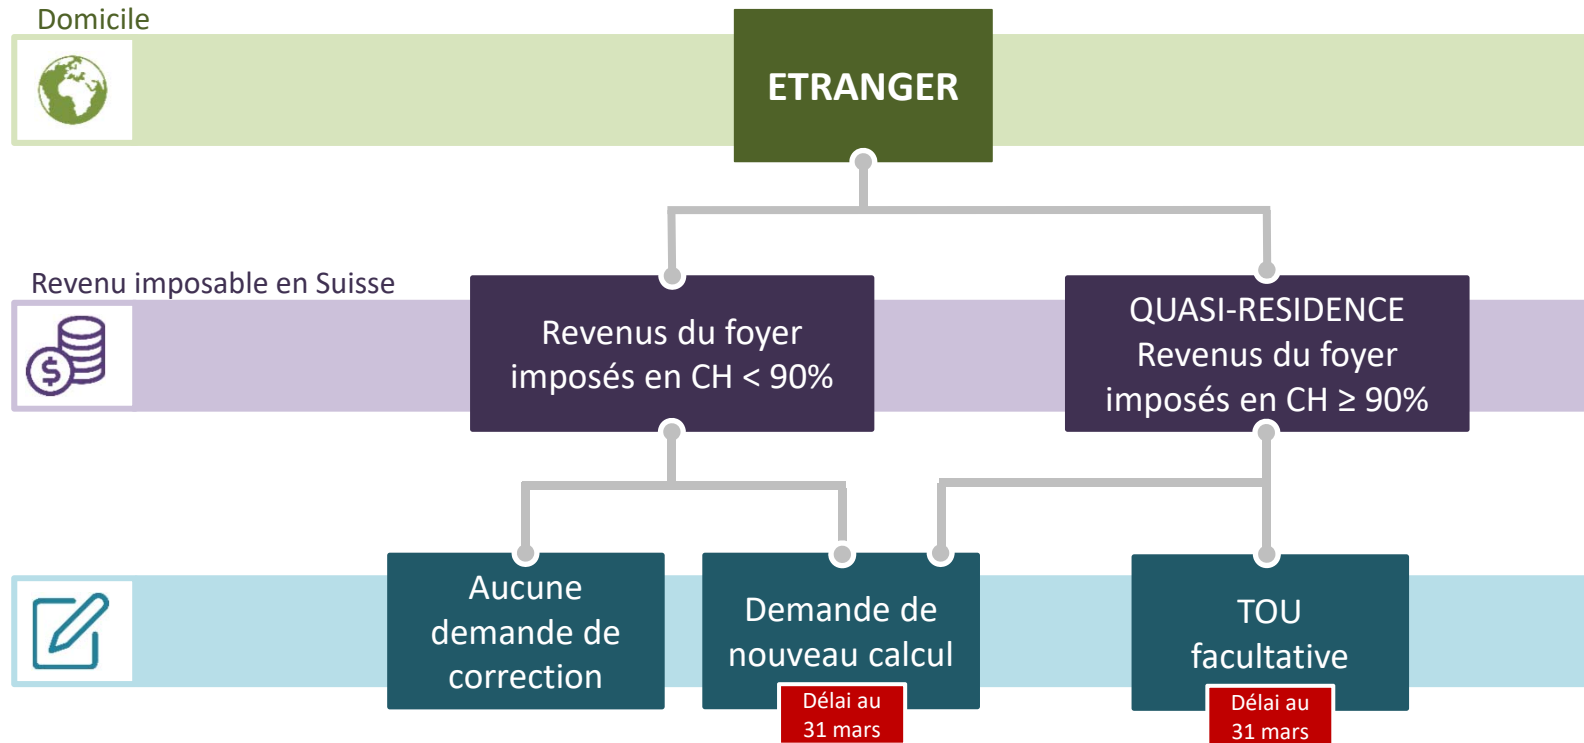 Domicile
ETRANGER
Revenu imposable en Suisse
Revenus du foyer
imposés en CH < 90%
QUASI-RESIDENCE
Revenus du foyer
imposés en CH ≥ 90%
Aucune
demande de
correction
Demande de
nouveau calcul
Délai au
31 mars
TOU
facultative
Délai au
31 mars